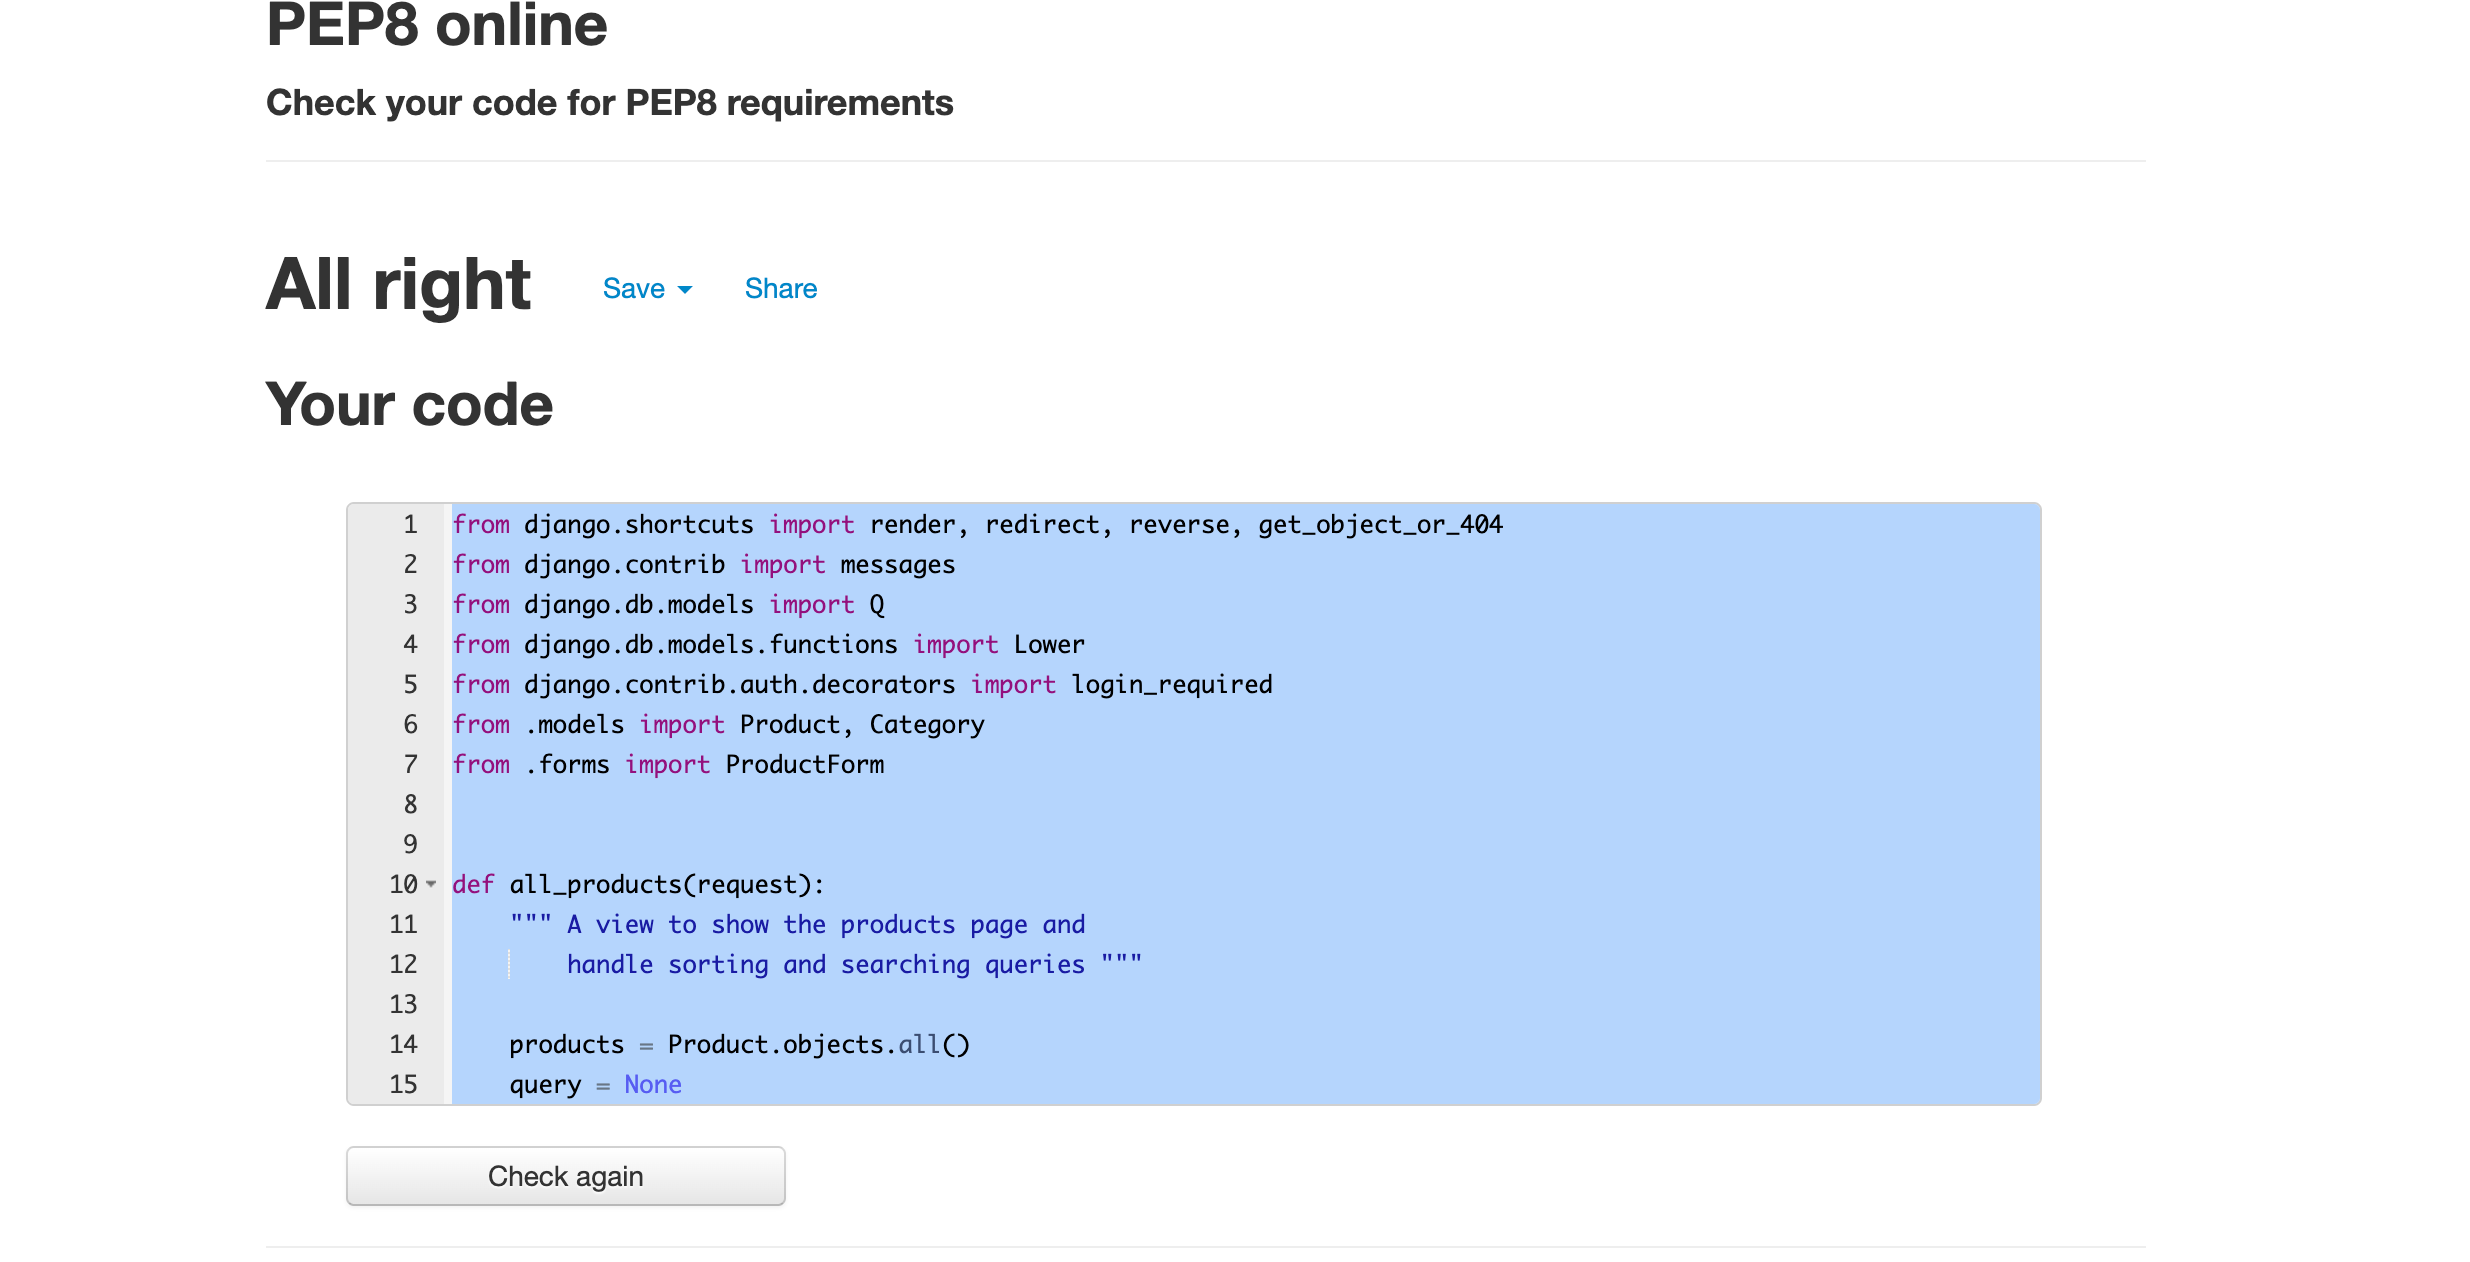 PEP8 online
Check your code for PEP8 requirements
All right Save Share
Your code
1 from django.shortcuts import render, redirect, reverse, get_object_or_404
2 from django.contrib import messages
3 from django.db.models import Q
4 from django.db.models.functions import Lower
5 from django.contrib.auth.decorators import login_required
6 from .models import Product, Category
7 from .forms import ProductForm
8
9
10 def all_products(request):
11     """ A view to show the products page and
12         handle sorting and searching queries """
13
14     products = Product.objects.all()
15     query = None
Check again